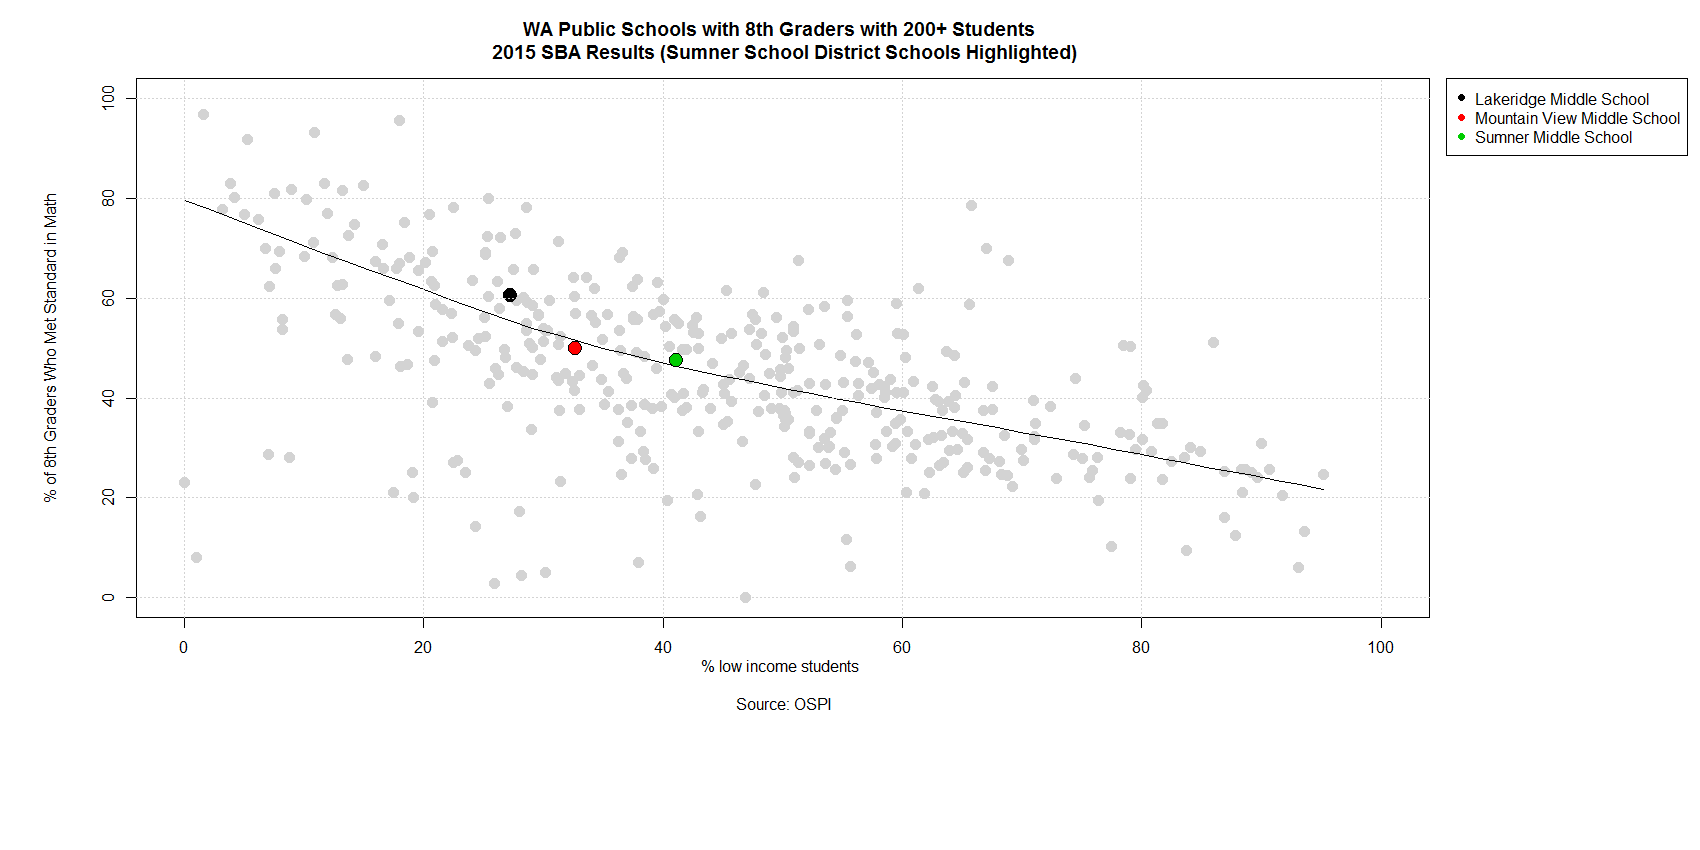 WA Public Schools with 8th Graders with 200+ Students
2015 SBA Results (Sumner School District Schools Highlighted)
Lakeridge Middle School
Mountain View Middle School
Sumner Middle School
% of 8th Graders Who Met Standard in Math
100
80
60
40
20
0
0 20 40 60 80 100
% low income students
Source: OSPI